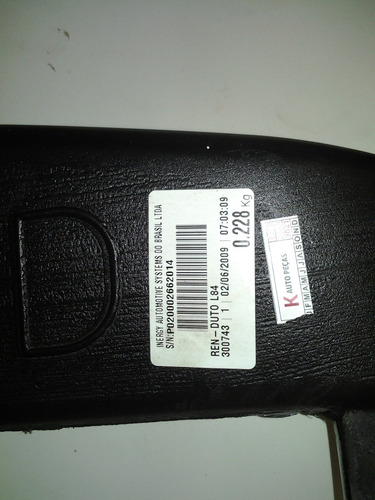 INERGY AUTOMOTIVE SYSTEMS DO BRASIL LTDA
S/N:P020002662014
REN-DUTO L84
300743 | 1 | 02/06/2009 | 07:03:09
0.228 Kg
K AUTO PEÇAS
JFMAMJJASOND
D